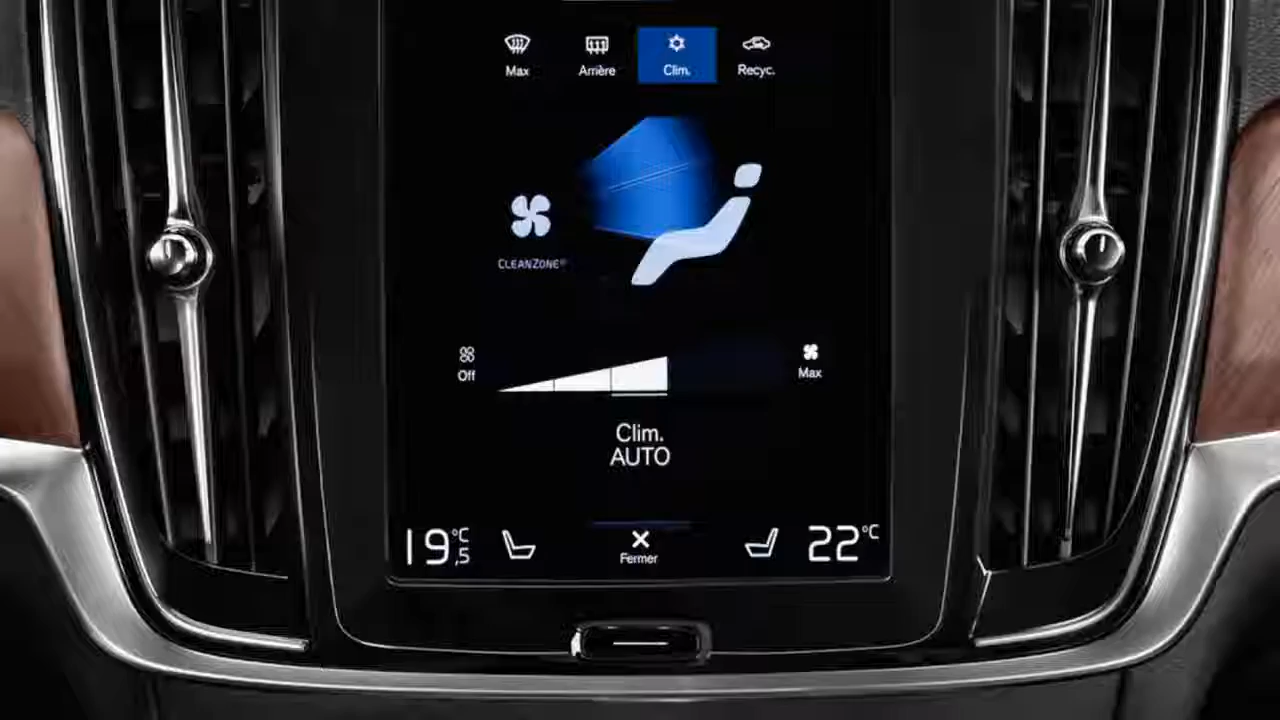 Max Arrière Clim. Recyc.
CLEANZONE®
Off Max
Clim.
AUTO
19,5 °C 22 °C
Fermer